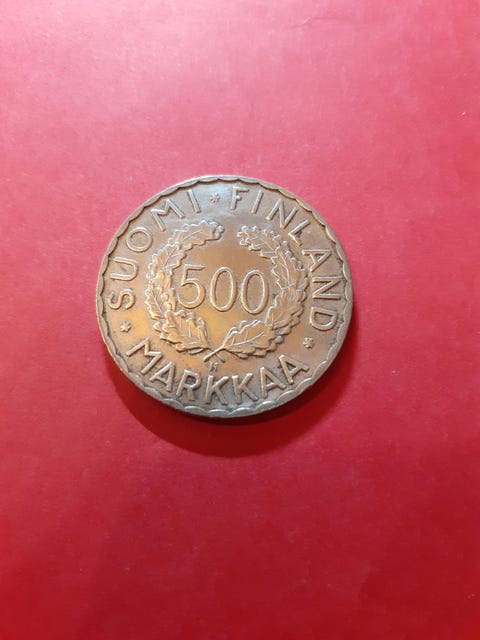 SUOMI * FINLAND
500
H
* MARKKAA *